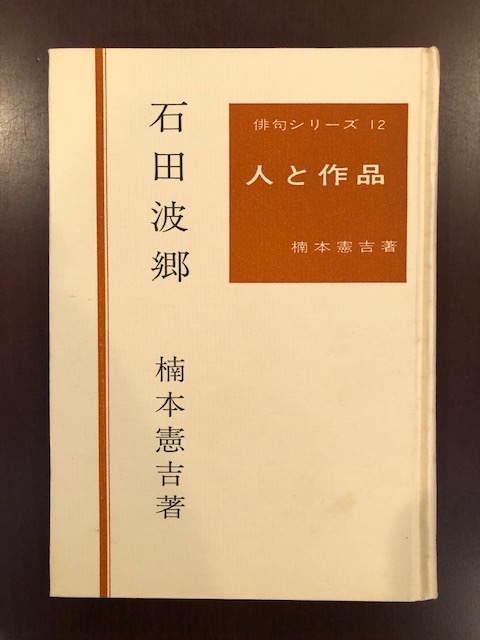 俳句シリーズ 12
人と作品
楠本憲吉著
石田波郷
楠本憲吉著